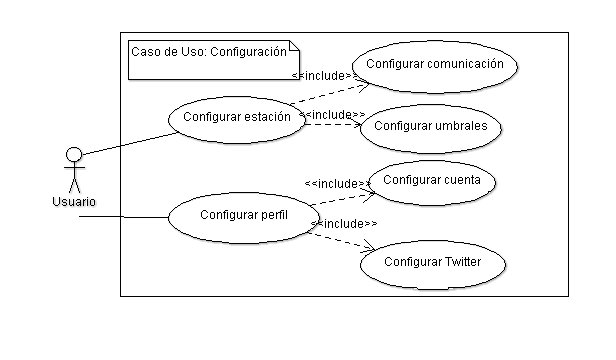 Caso de Uso: Configuración
<<include>>
Configurar comunicación
Configurar estación
<<include>>
Configurar umbrales
Usuario
Configurar perfil
<<include>>
Configurar cuenta
<<include>>
Configurar Twitter